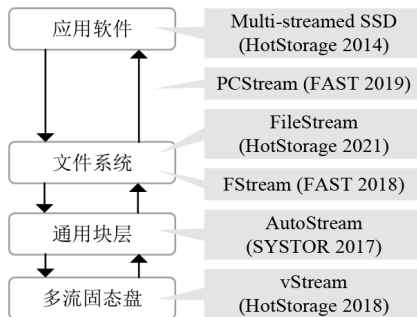 应用软件
Multi-streamed SSD
(HotStorage 2014)
PCStream (FAST 2019)
FileStream
(HotStorage 2021)
文件系统
FStream (FAST 2018)
通用块层
AutoStream
(SYSTOR 2017)
多流固态盘
vStream
(HotStorage 2018)